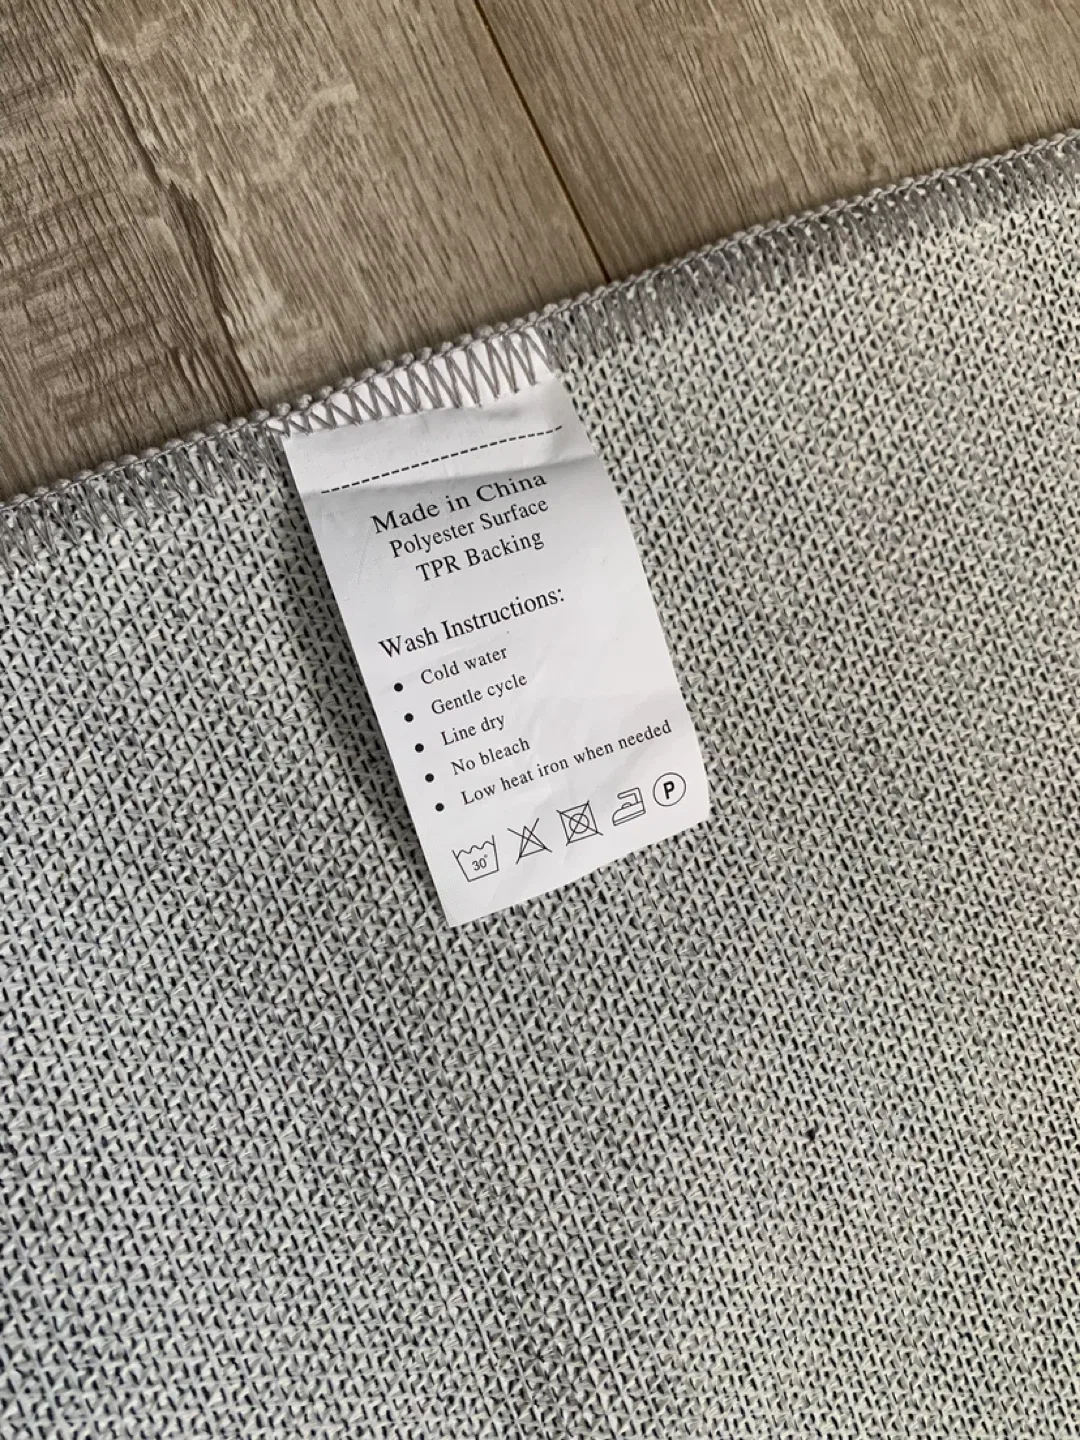 Made in China
Polyester Surface
TPR Backing
Wash Instructions:
• Cold water
• Gentle cycle
• Line dry
• No bleach
• Low heat iron when needed
30° P